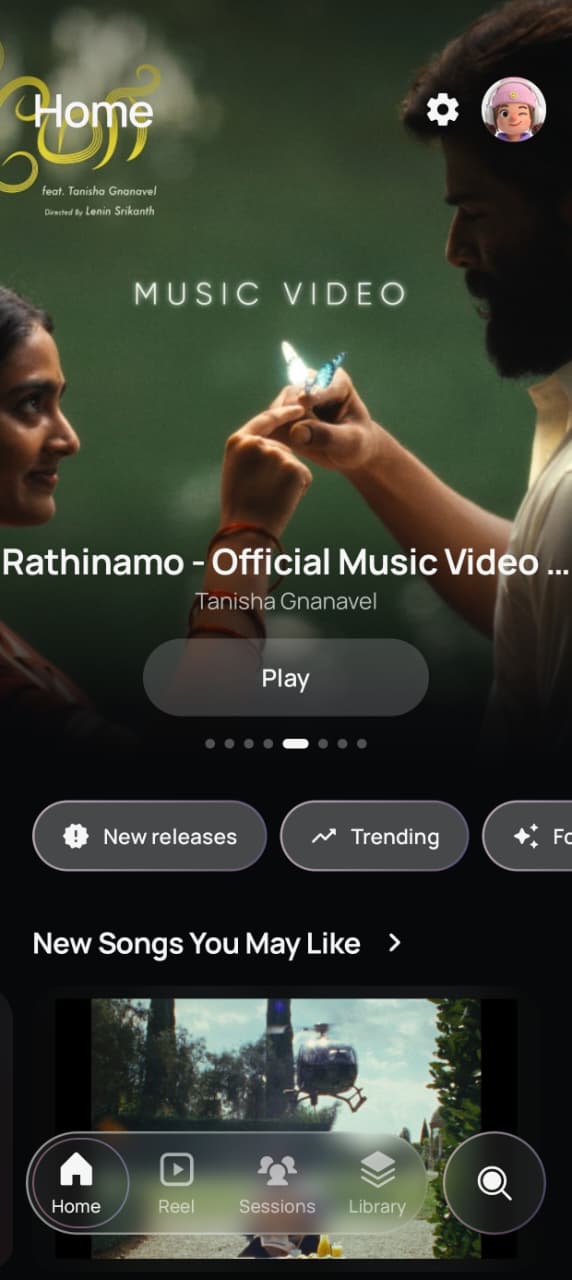 Home
feat. Tanisha Gnanavel
Directed By Lenin Srikanth
MUSIC VIDEO
Rathinamo - Official Music Video ...
Tanisha Gnanavel
Play
New releases
Trending
Fo
New Songs You May Like
Home
Reel
Sessions
Library